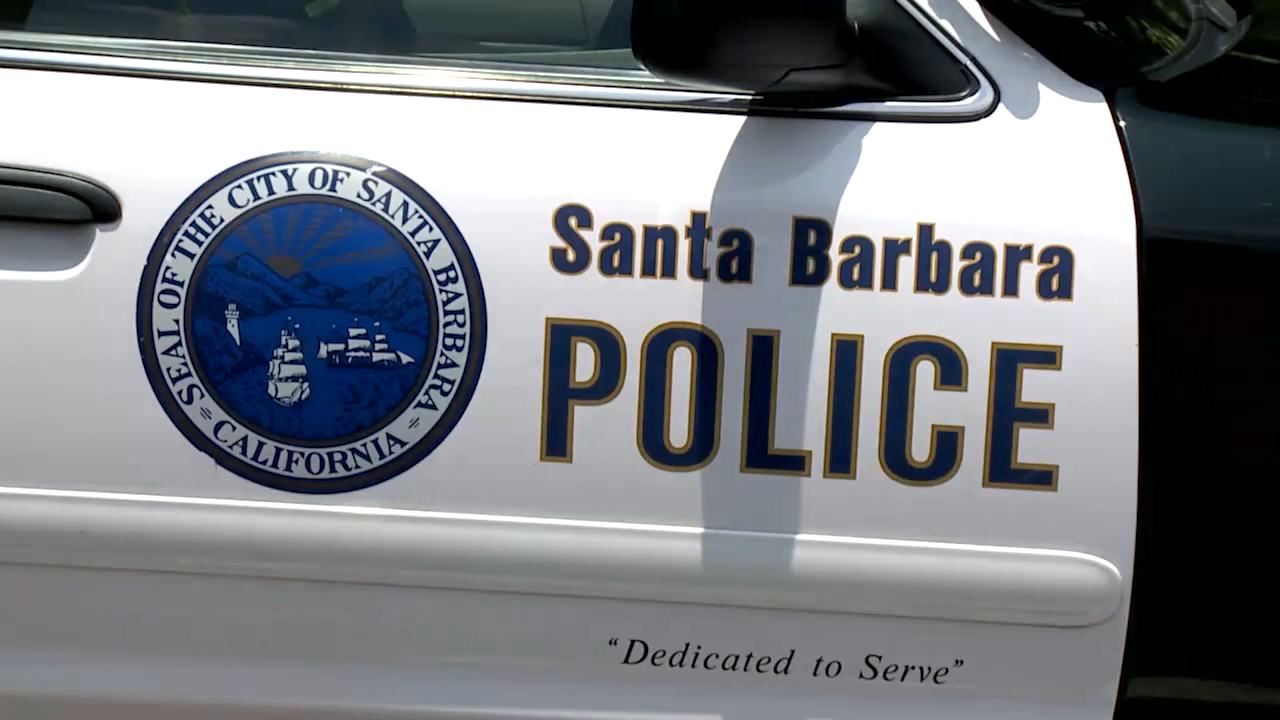 SEAL OF THE CITY OF SANTA BARBARA
CALIFORNIA
Santa Barbara
POLICE
“Dedicated to Serve”